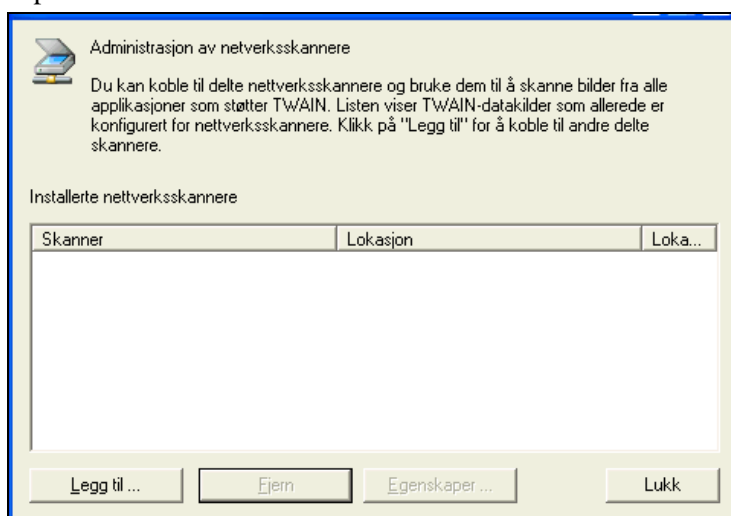 Administrasjon av netverksskannere
Du kan koble til delte nettverksskannere og bruke dem til å skanne bilder fra alle
applikasjoner som støtter TWAIN. Listen viser TWAIN-datakilder som allerede er
konfigurert for nettverksskannere. Klikk på "Legg til" for å koble til andre delte
skannere.
Installerte nettverksskannere
Skanner Lokasjon Loka...
Legg til ... Fjern Egenskaper ... Lukk